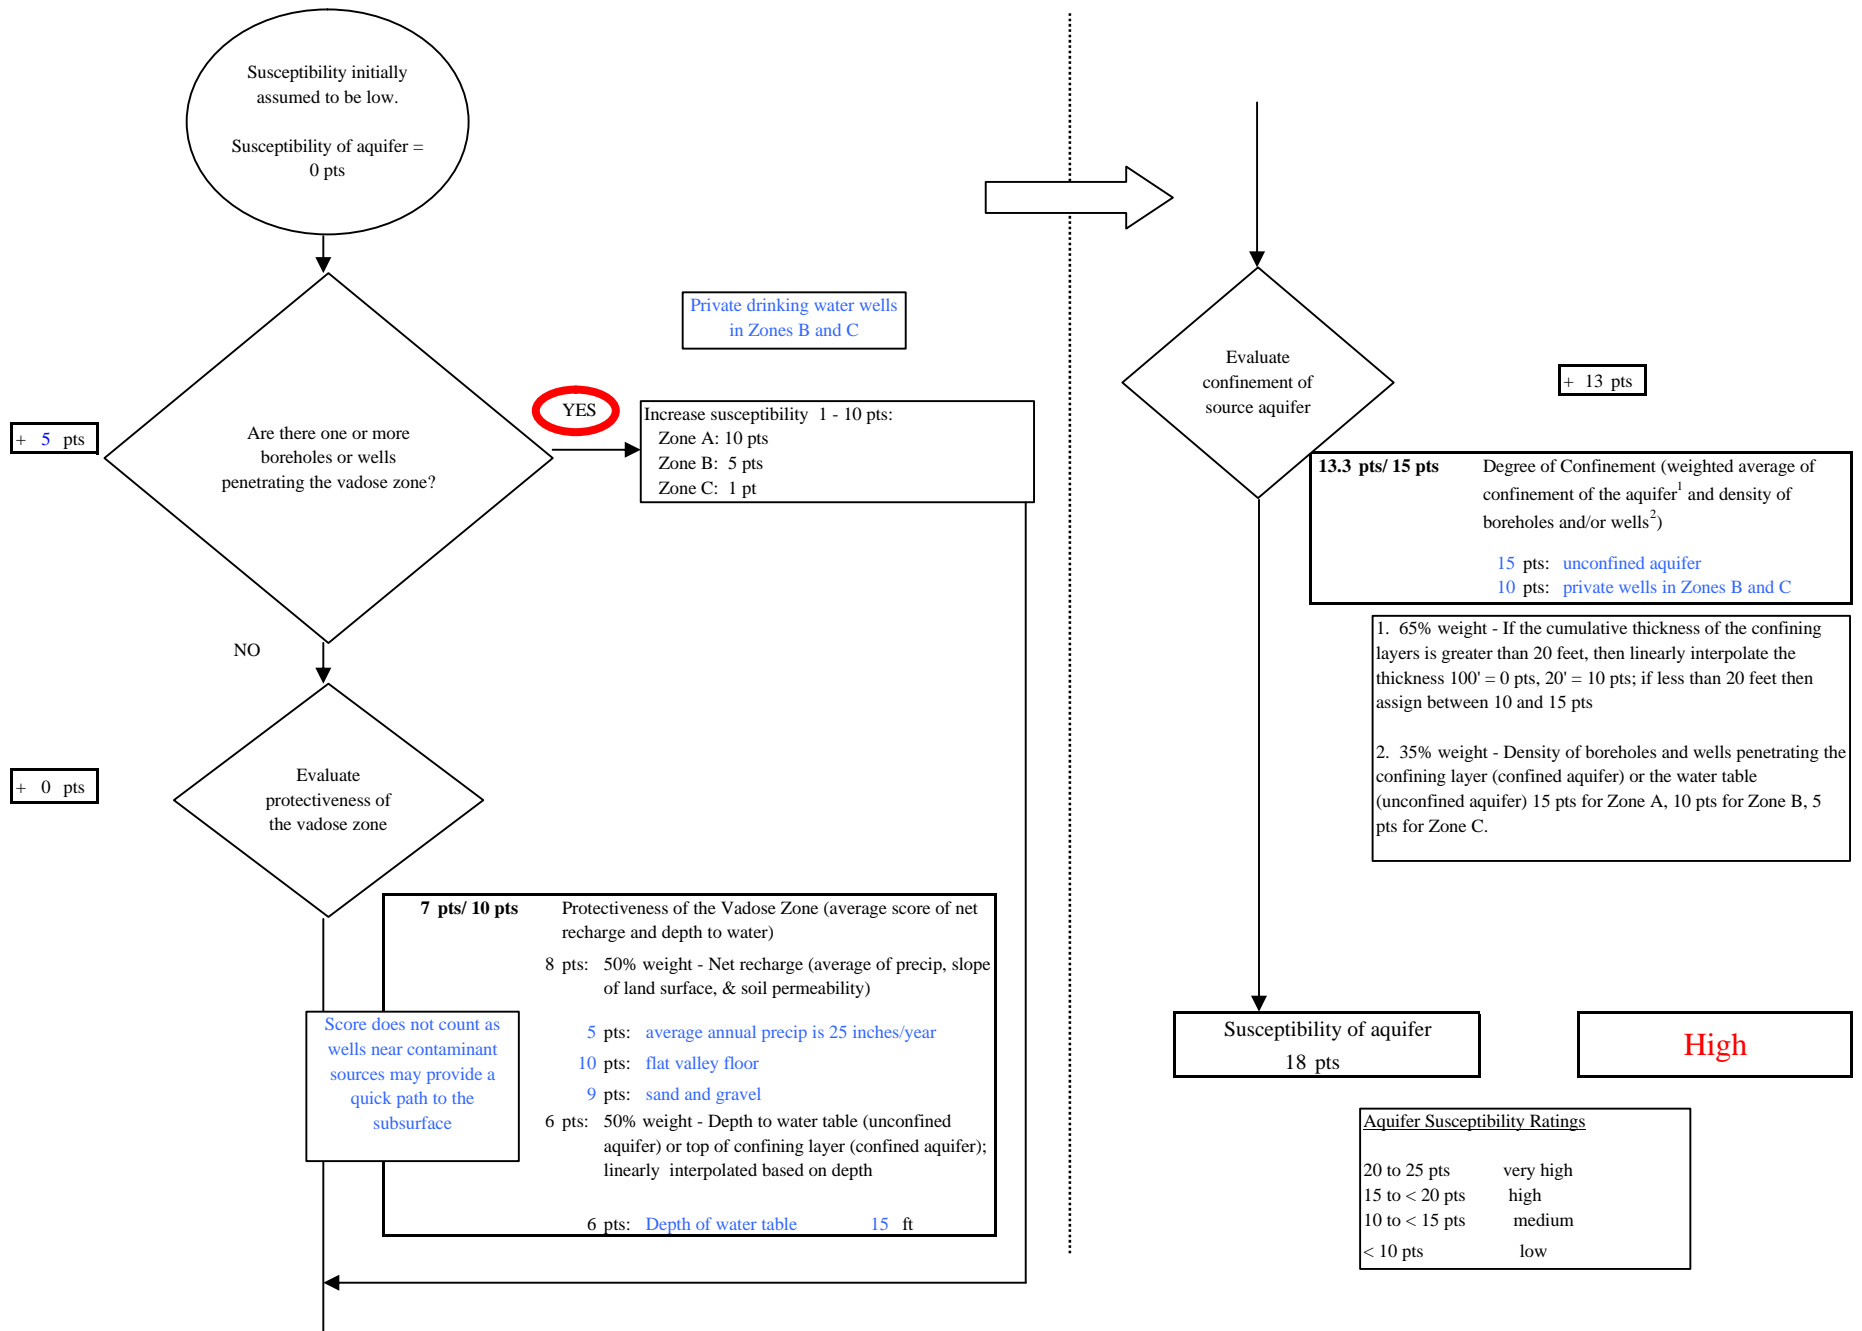 Susceptibility initially
assumed to be low.
Susceptibility of aquifer =
0 pts
Private drinking water wells
in Zones B and C
YES
+ 5 pts
Are there one or more
boreholes or wells
penetrating the vadose zone?
Increase susceptibility 1 - 10 pts:
Zone A: 10 pts
Zone B: 5 pts
Zone C: 1 pt
NO
+ 0 pts
Evaluate
protectiveness of
the vadose zone
7 pts/ 10 pts Protectiveness of the Vadose Zone (average score of net
recharge and depth to water)
8 pts: 50% weight - Net recharge (average of precip, slope
of land surface, & soil permeability)
5 pts: average annual precip is 25 inches/year
10 pts: flat valley floor
9 pts: sand and gravel
6 pts: 50% weight - Depth to water table (unconfined
aquifer) or top of confining layer (confined aquifer);
linearly interpolated based on depth
6 pts: Depth of water table 15 ft
Score does not count as
wells near contaminant
sources may provide a
quick path to the
subsurface
Evaluate
confinement of
source aquifer
+ 13 pts
13.3 pts/ 15 pts Degree of Confinement (weighted average of
confinement of the aquifer1 and density of
boreholes and/or wells2)
15 pts: unconfined aquifer
10 pts: private wells in Zones B and C
1. 65% weight - If the cumulative thickness of the confining
layers is greater than 20 feet, then linearly interpolate the
thickness 100' = 0 pts, 20' = 10 pts; if less than 20 feet then
assign between 10 and 15 pts
2. 35% weight - Density of boreholes and wells penetrating the
confining layer (confined aquifer) or the water table
(unconfined aquifer) 15 pts for Zone A, 10 pts for Zone B, 5
pts for Zone C.
Susceptibility of aquifer
18 pts
High
Aquifer Susceptibility Ratings
20 to 25 pts very high
15 to < 20 pts high
10 to < 15 pts medium
< 10 pts low